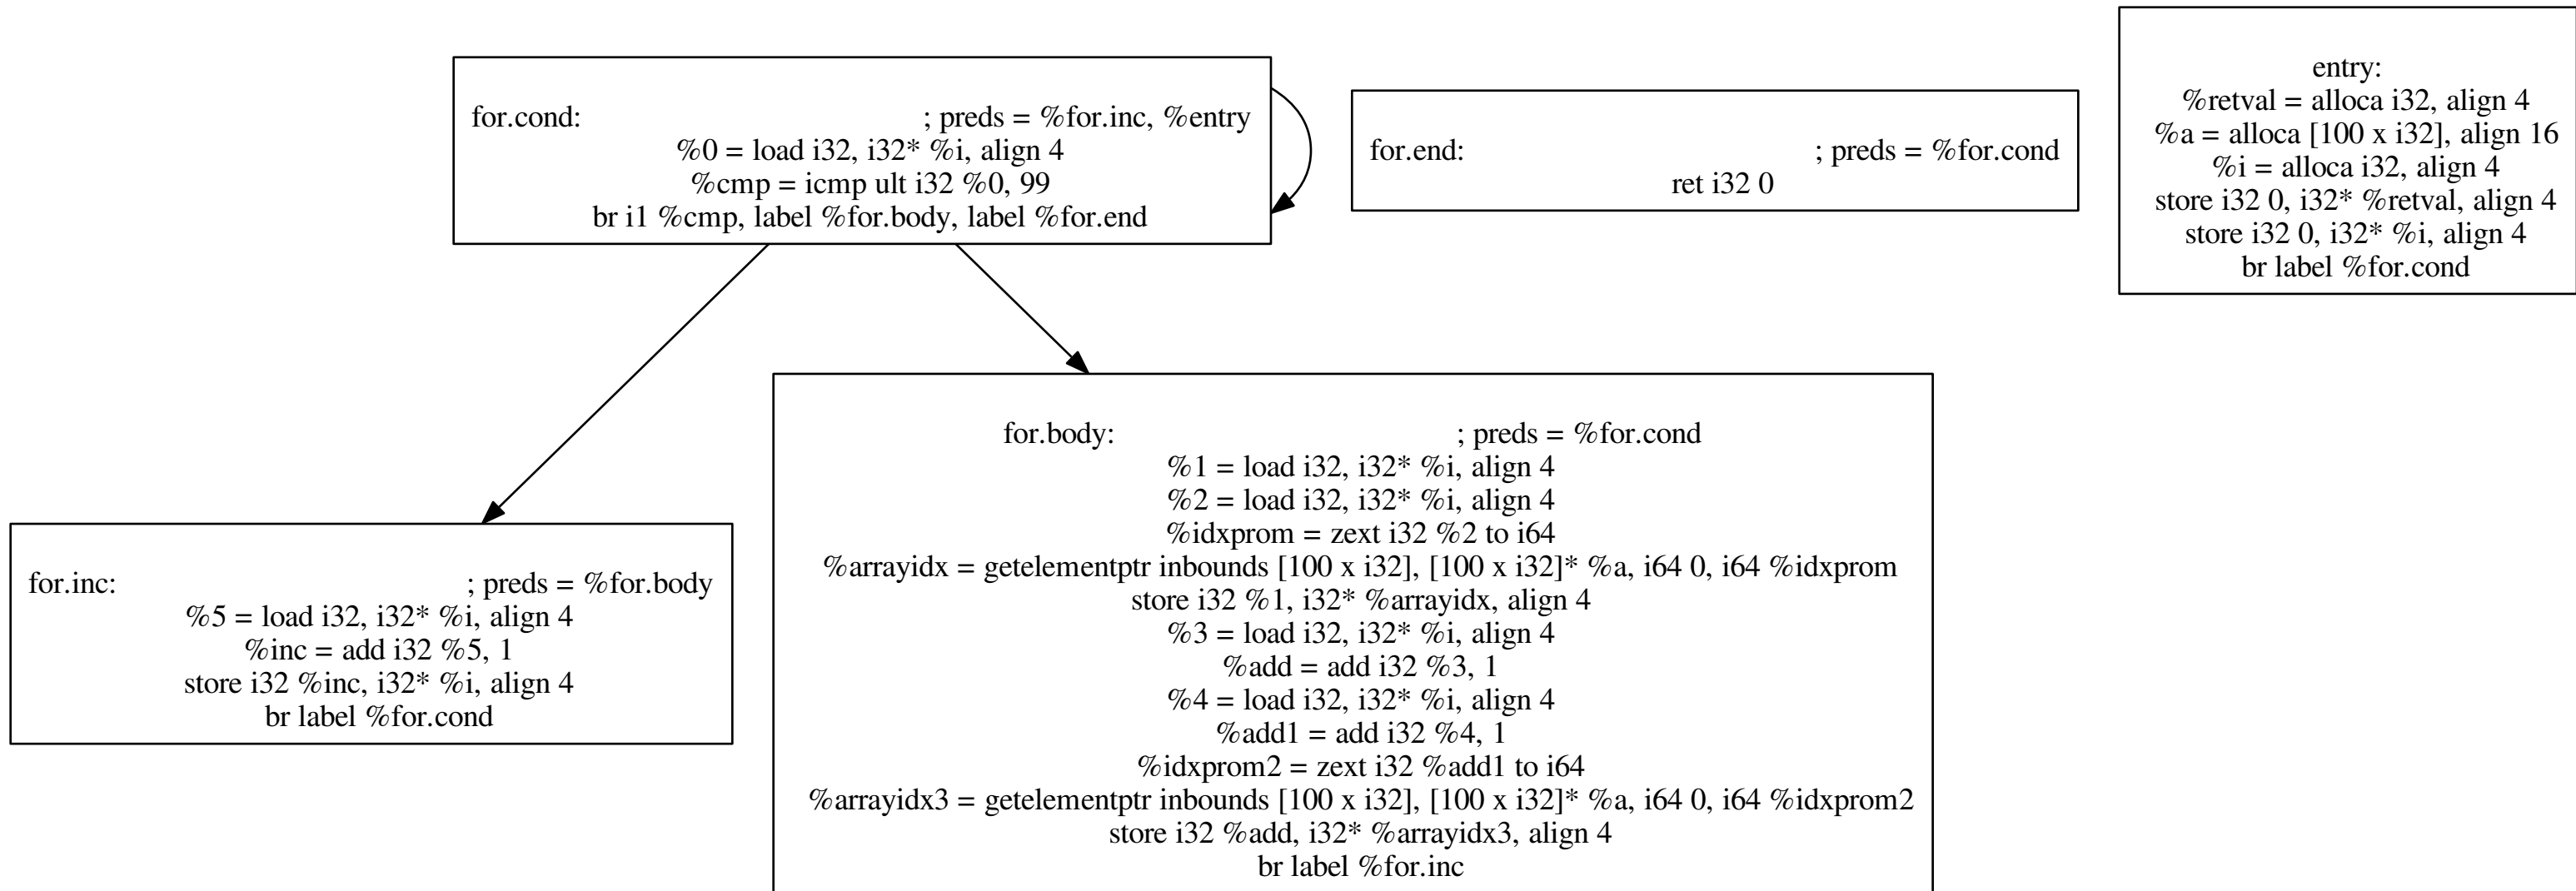 for.cond: ; preds = %for.inc, %entry
%0 = load i32, i32* %i, align 4
%cmp = icmp ult i32 %0, 99
br i1 %cmp, label %for.body, label %for.end
for.end: ; preds = %for.cond
ret i32 0
entry:
%retval = alloca i32, align 4
%a = alloca [100 x i32], align 16
%i = alloca i32, align 4
store i32 0, i32* %retval, align 4
store i32 0, i32* %i, align 4
br label %for.cond
for.inc: ; preds = %for.body
%5 = load i32, i32* %i, align 4
%inc = add i32 %5, 1
store i32 %inc, i32* %i, align 4
br label %for.cond
for.body: ; preds = %for.cond
%1 = load i32, i32* %i, align 4
%2 = load i32, i32* %i, align 4
%idxprom = zext i32 %2 to i64
%arrayidx = getelementptr inbounds [100 x i32], [100 x i32]* %a, i64 0, i64 %idxprom
store i32 %1, i32* %arrayidx, align 4
%3 = load i32, i32* %i, align 4
%add = add i32 %3, 1
%4 = load i32, i32* %i, align 4
%add1 = add i32 %4, 1
%idxprom2 = zext i32 %add1 to i64
%arrayidx3 = getelementptr inbounds [100 x i32], [100 x i32]* %a, i64 0, i64 %idxprom2
store i32 %add, i32* %arrayidx3, align 4
br label %for.inc